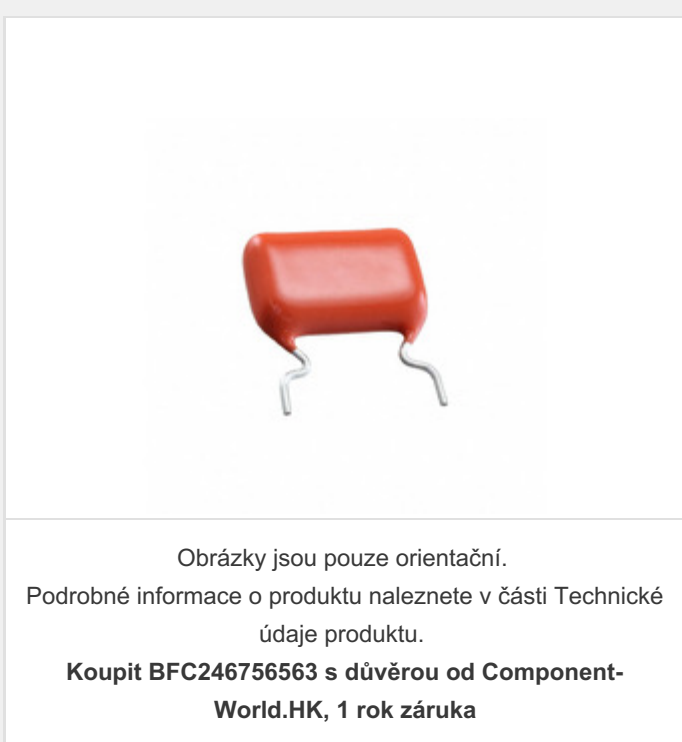 Obrázky jsou pouze orientační.
Podrobné informace o produktu naleznete v části Technické
údaje produktu.
Koupit BFC246756563 s důvěrou od Component-
World.HK, 1 rok záruka